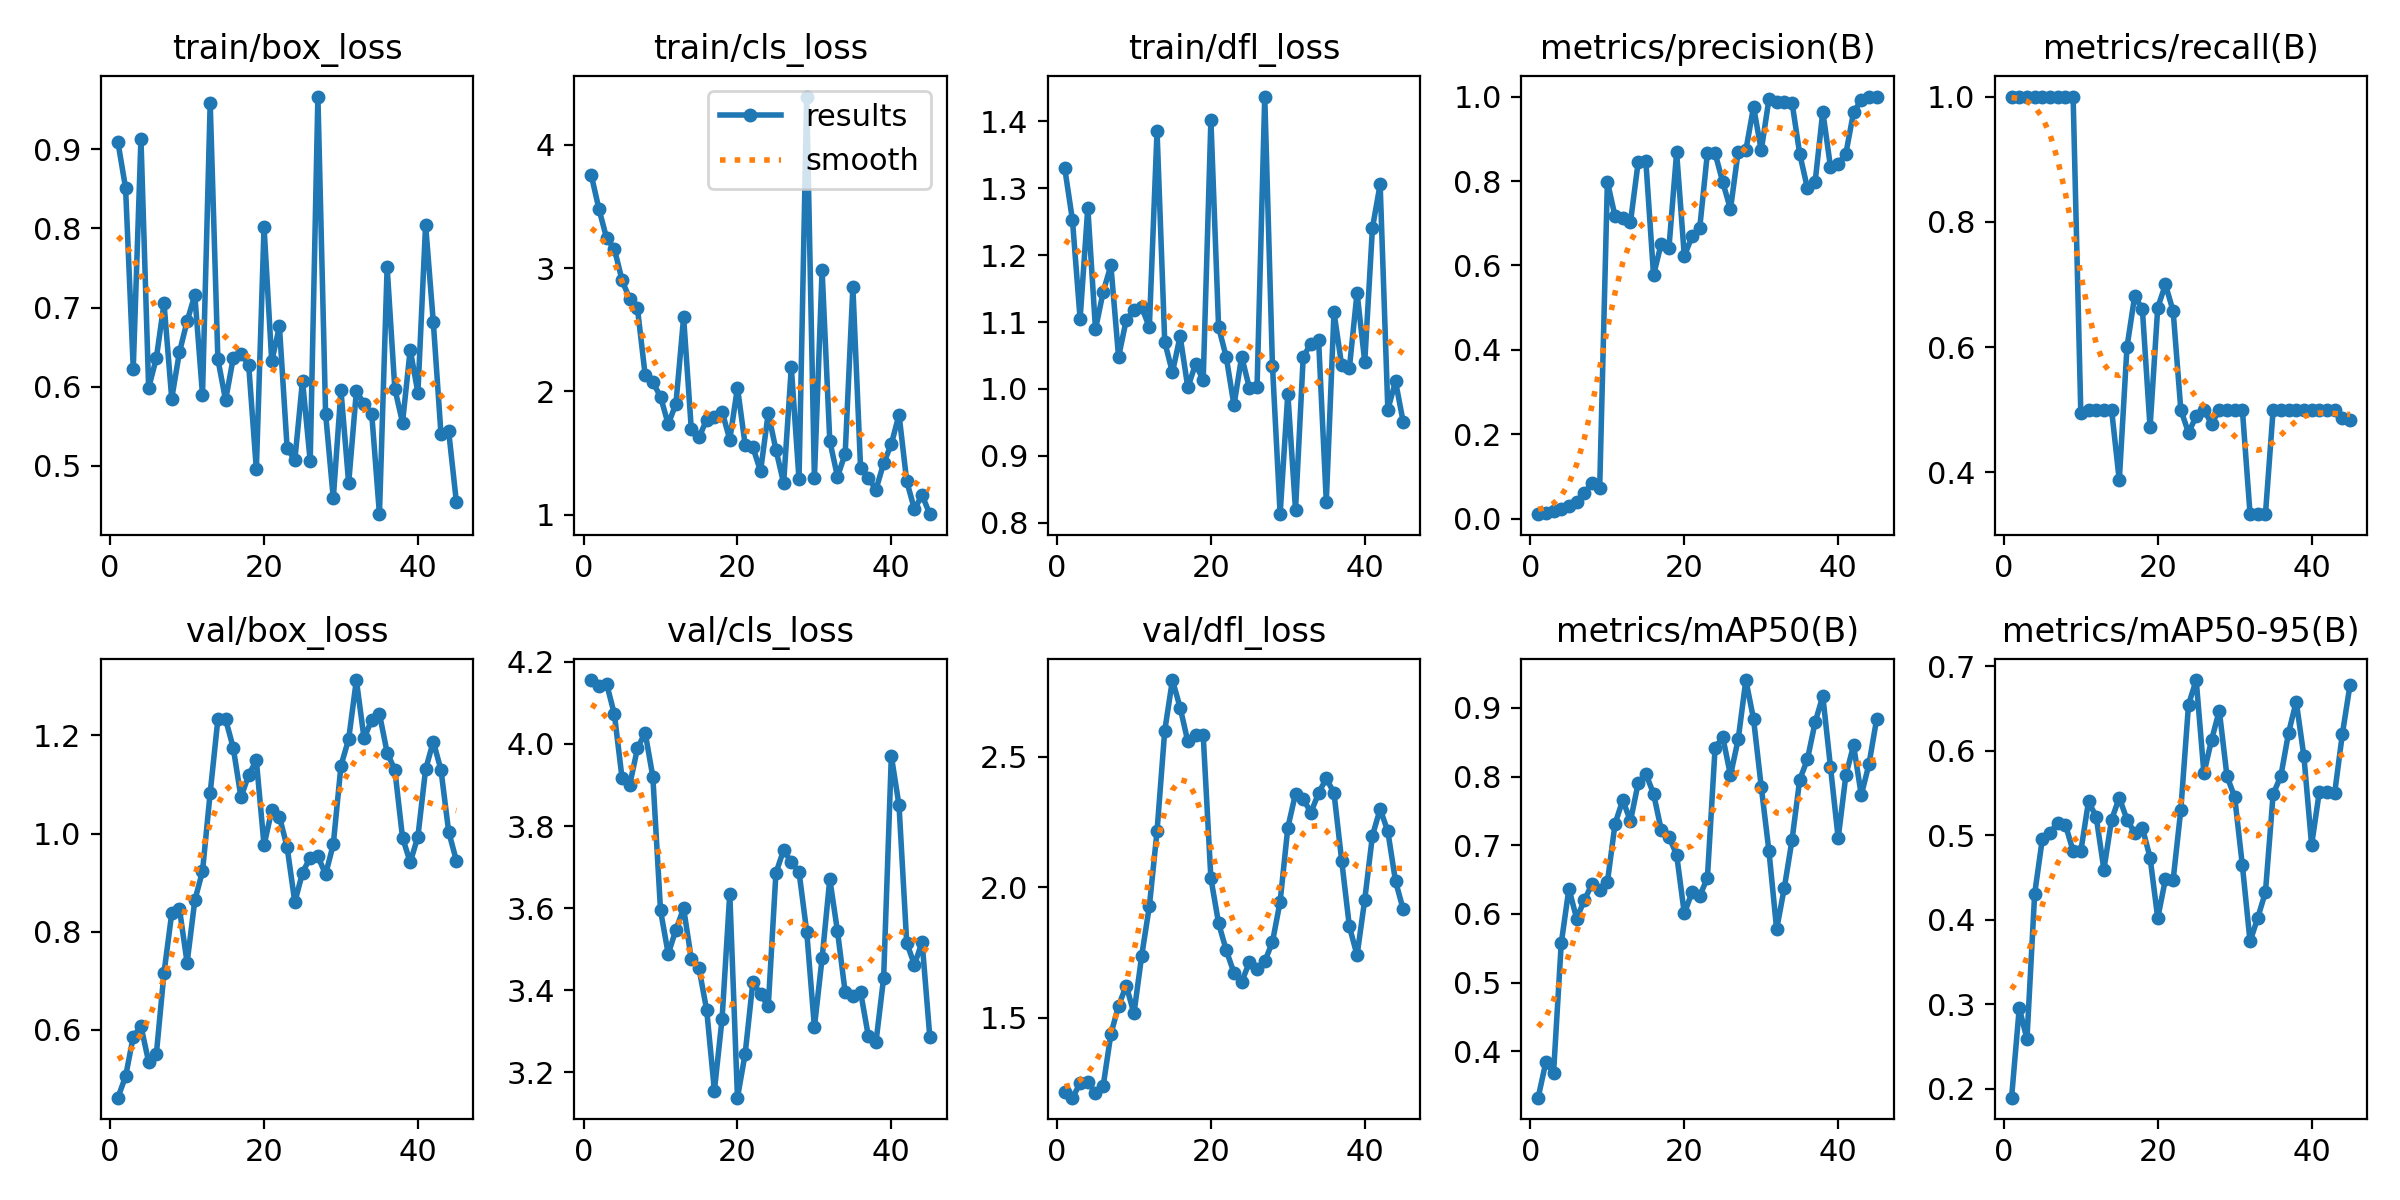 train/box_loss
0.9
0.8
0.7
0.6
0.5
0 20 40
train/cls_loss
results
smooth
4
3
2
1
0 20 40
train/dfl_loss
1.4
1.3
1.2
1.1
1.0
0.9
0.8
0 20 40
metrics/precision(B)
1.0
0.8
0.6
0.4
0.2
0.0
0 20 40
metrics/recall(B)
1.0
0.8
0.6
0.4
0 20 40
val/box_loss
1.2
1.0
0.8
0.6
0 20 40
val/cls_loss
4.2
4.0
3.8
3.6
3.4
3.2
0 20 40
val/dfl_loss
2.5
2.0
1.5
0 20 40
metrics/mAP50(B)
0.9
0.8
0.7
0.6
0.5
0.4
0 20 40
metrics/mAP50-95(B)
0.7
0.6
0.5
0.4
0.3
0.2
0 20 40